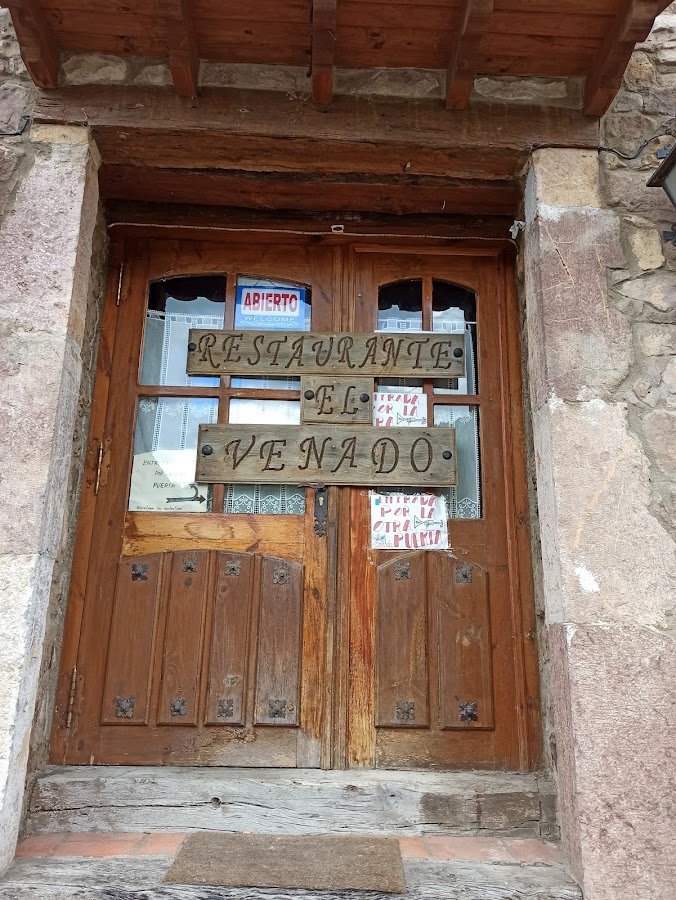 ABIERTO
WELCOME
RESTAURANTE
EL
VENADO
ENTRADA
POR LA
OTRA
ENTRADA
POR LA
OTRA
PUERTA
PUERTA